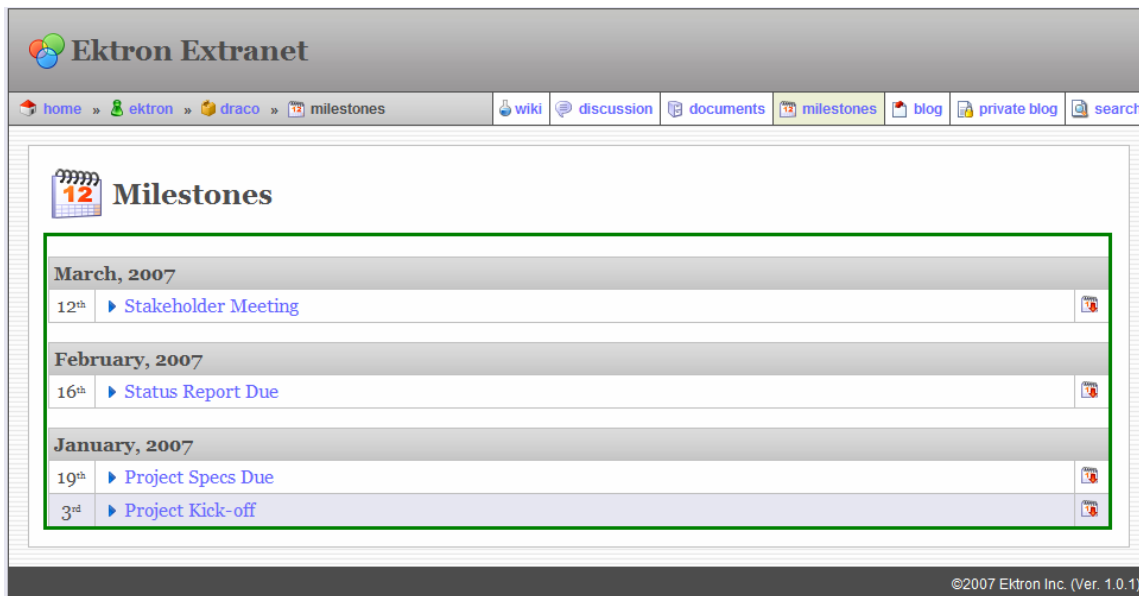 Ektron Extranet
home » ektron » draco » 12 milestones wiki discussion documents 12 milestones blog private blog search
12 Milestones
March, 2007
12th Stakeholder Meeting
February, 2007
16th Status Report Due
January, 2007
19th Project Specs Due
3rd Project Kick-off
©2007 Ektron Inc. (Ver. 1.0.1)